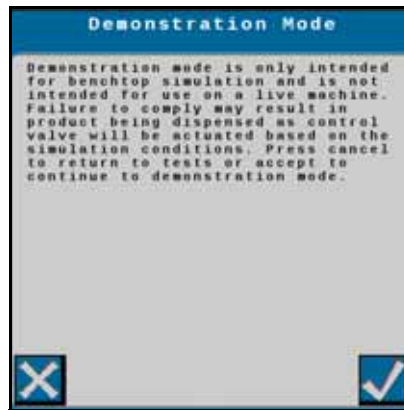 Demonstration Mode
Demonstration mode is only intended
for benchtop simulation and is not
intended for use on a live machine.
Failure to comply may result in
product being dispensed as control
valve will be actuated based on the
simulation conditions. Press cancel
to return to tests or accept to
continue to demonstration mode.